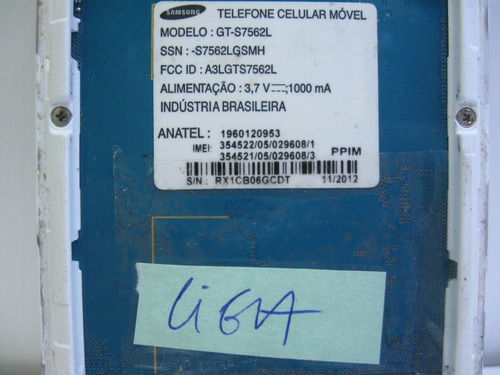 SAMSUNG TELEFONE CELULAR MÓVEL
MODELO : GT-S7562L
SSN : -S7562LGSMH
FCC ID : A3LGTS7562L
ALIMENTAÇÃO : 3,7 V⎓;1000 mA
INDÚSTRIA BRASILEIRA
ANATEL : 1960120953
IMEI: 354522/05/029608/1
354521/05/029608/3 PPIM
S/N : RX1CB06GCDT 11/2012
LIGA